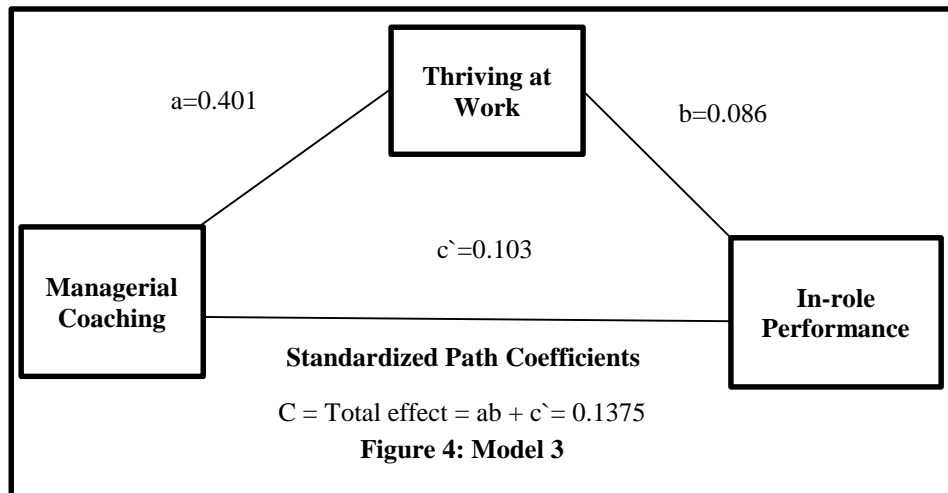 Thriving at
Work
a=0.401
b=0.086
c`=0.103
Managerial
Coaching
In-role
Performance
Standardized Path Coefficients
C = Total effect = ab + c`= 0.1375
Figure 4: Model 3